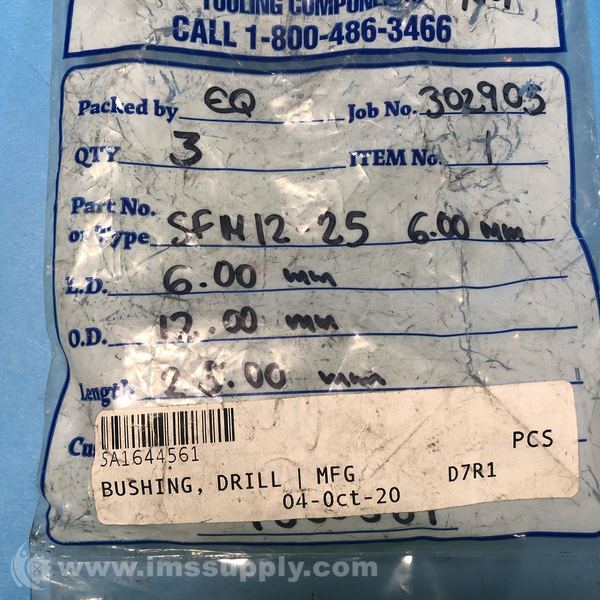 TOOLING COMPONENTS
CALL 1-800-486-3466
Packed by EQ Job No. 302905
QTY 3 ITEM No. 1
Part No.
or Type SFM12 25 6.00 mm
I.D. 6.00 mm
O.D. 12.00 mm
Length 25.00 mm
SA1644561
PCS
BUSHING, DRILL | MFG D7R1
04-Oct-20
www.imssupply.com